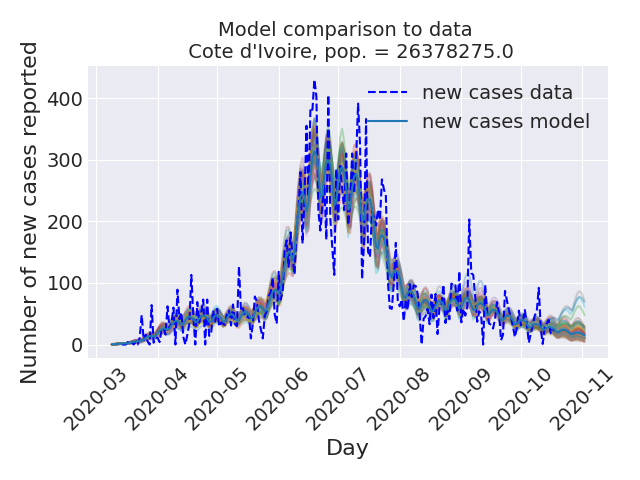 Model comparison to data
Cote d'Ivoire, pop. = 26378275.0
Number of new cases reported
400
300
200
100
0
new cases data
new cases model
2020-03
2020-04
2020-05
2020-06
2020-07
2020-08
2020-09
2020-10
2020-11
Day